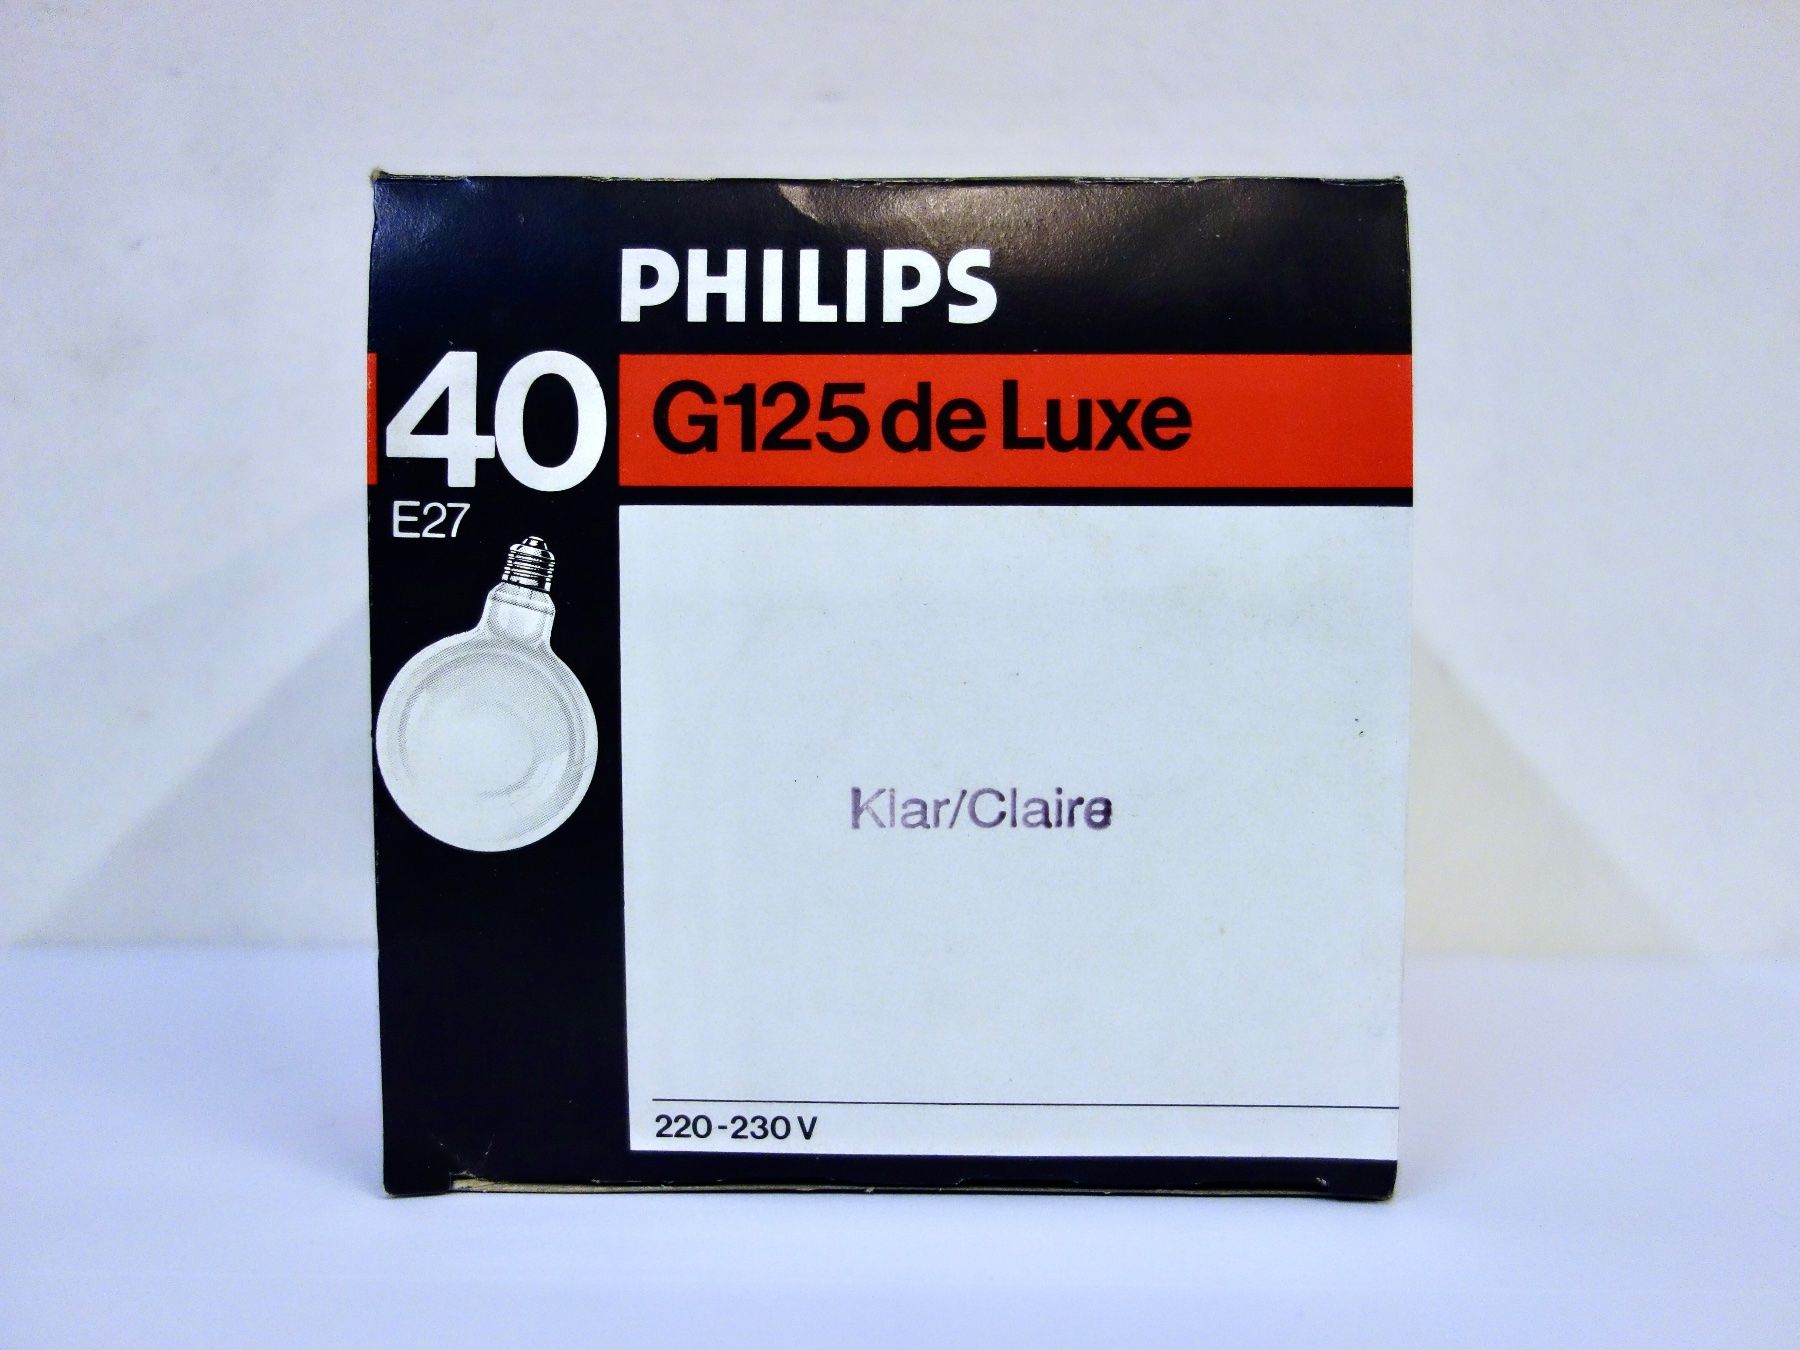 PHILIPS
40
G125 de Luxe
E27
Klar/Claire
220-230 V